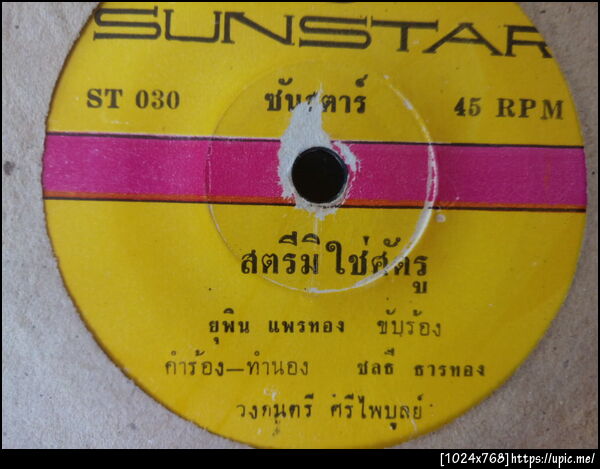 SUNSTAR
ST 030 ซันสตาร์ 45 RPM
สตรีมิใช่ศัตรู
ยุพิน แพรทอง ขับร้อง
คำร้อง—ทำนอง ชลธี ธารทอง
วงดนตรี ศรีไพบูลย์
[1024x768]https://upic.me/